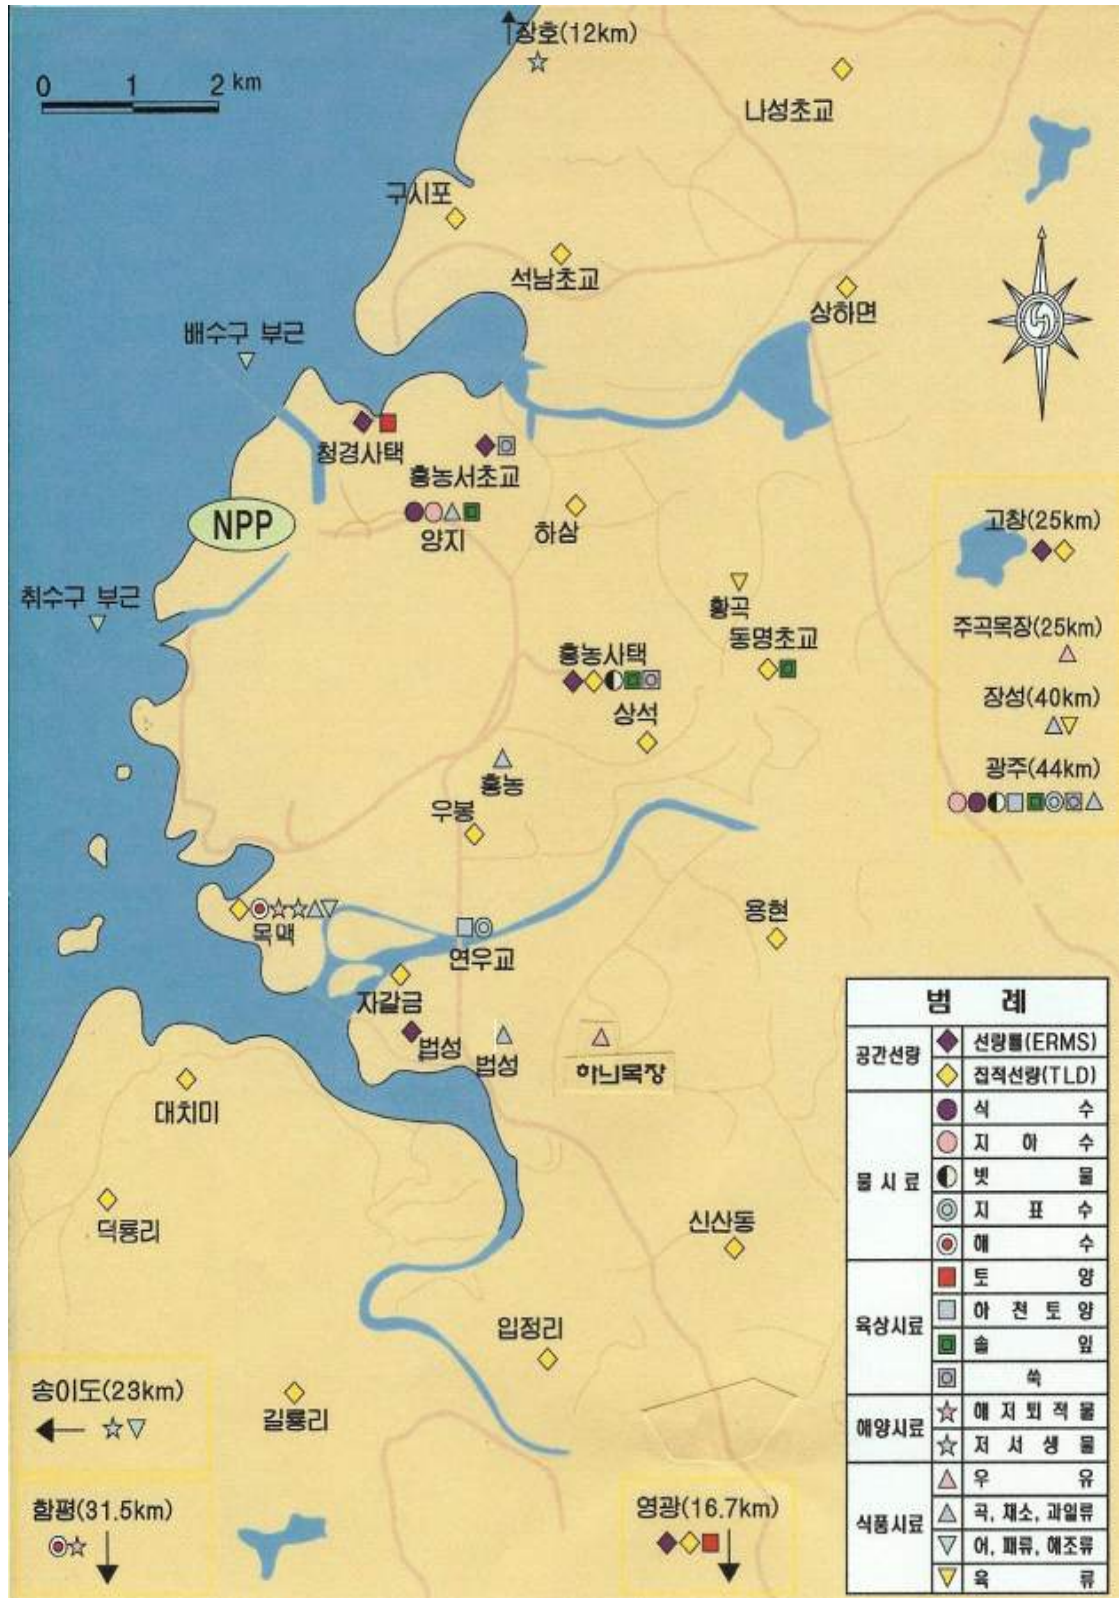 장호(12km)
0 1 2 km
나성초교
구시포
석남초교
상하면
배수구 부근
청경사택
홍농서초교
NPP
양지
하삼
고창(25km)
취수구 부근
황곡
주곡목장(25km)
홍농사택
동명초교
상석
장성(40km)
홍농
광주(44km)
우봉
목맥
용현
연우교
자갈금
법성
법성
하늬목장
대치미
덕룡리
신산동
입정리
송이도(23km)
길룡리
함평(31.5km)
영광(16.7km)
범 례
공간선량
선량률(ERMS)
집적선량(TLD)
물시료
식 수
지 하 수
빗 물
지 표 수
해 수
육상시료
토 양
하 천 토 양
솔 잎
쑥
해양시료
해 저 퇴 적 물
저 서 생 물
식품시료
우 유
곡, 채소, 과일류
어, 패류, 해조류
육 류